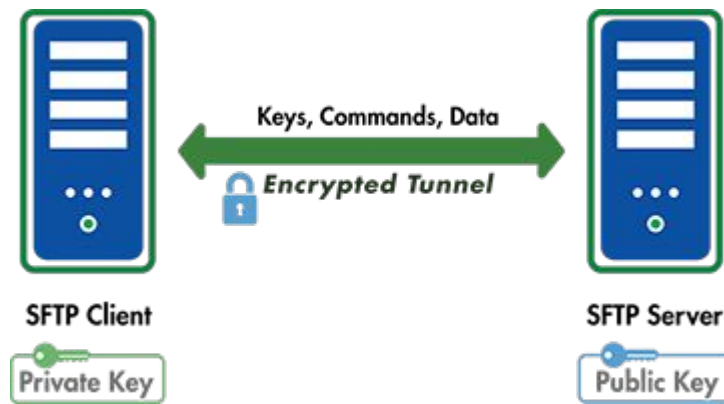 Keys, Commands, Data
Encrypted Tunnel
SFTP Client
SFTP Server
Private Key
Public Key